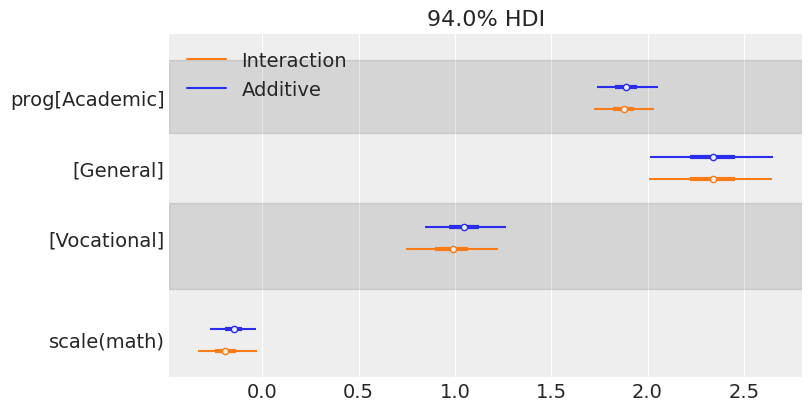 94.0% HDI
Interaction
Additive
prog[Academic]
[General]
[Vocational]
scale(math)
0.0 0.5 1.0 1.5 2.0 2.5